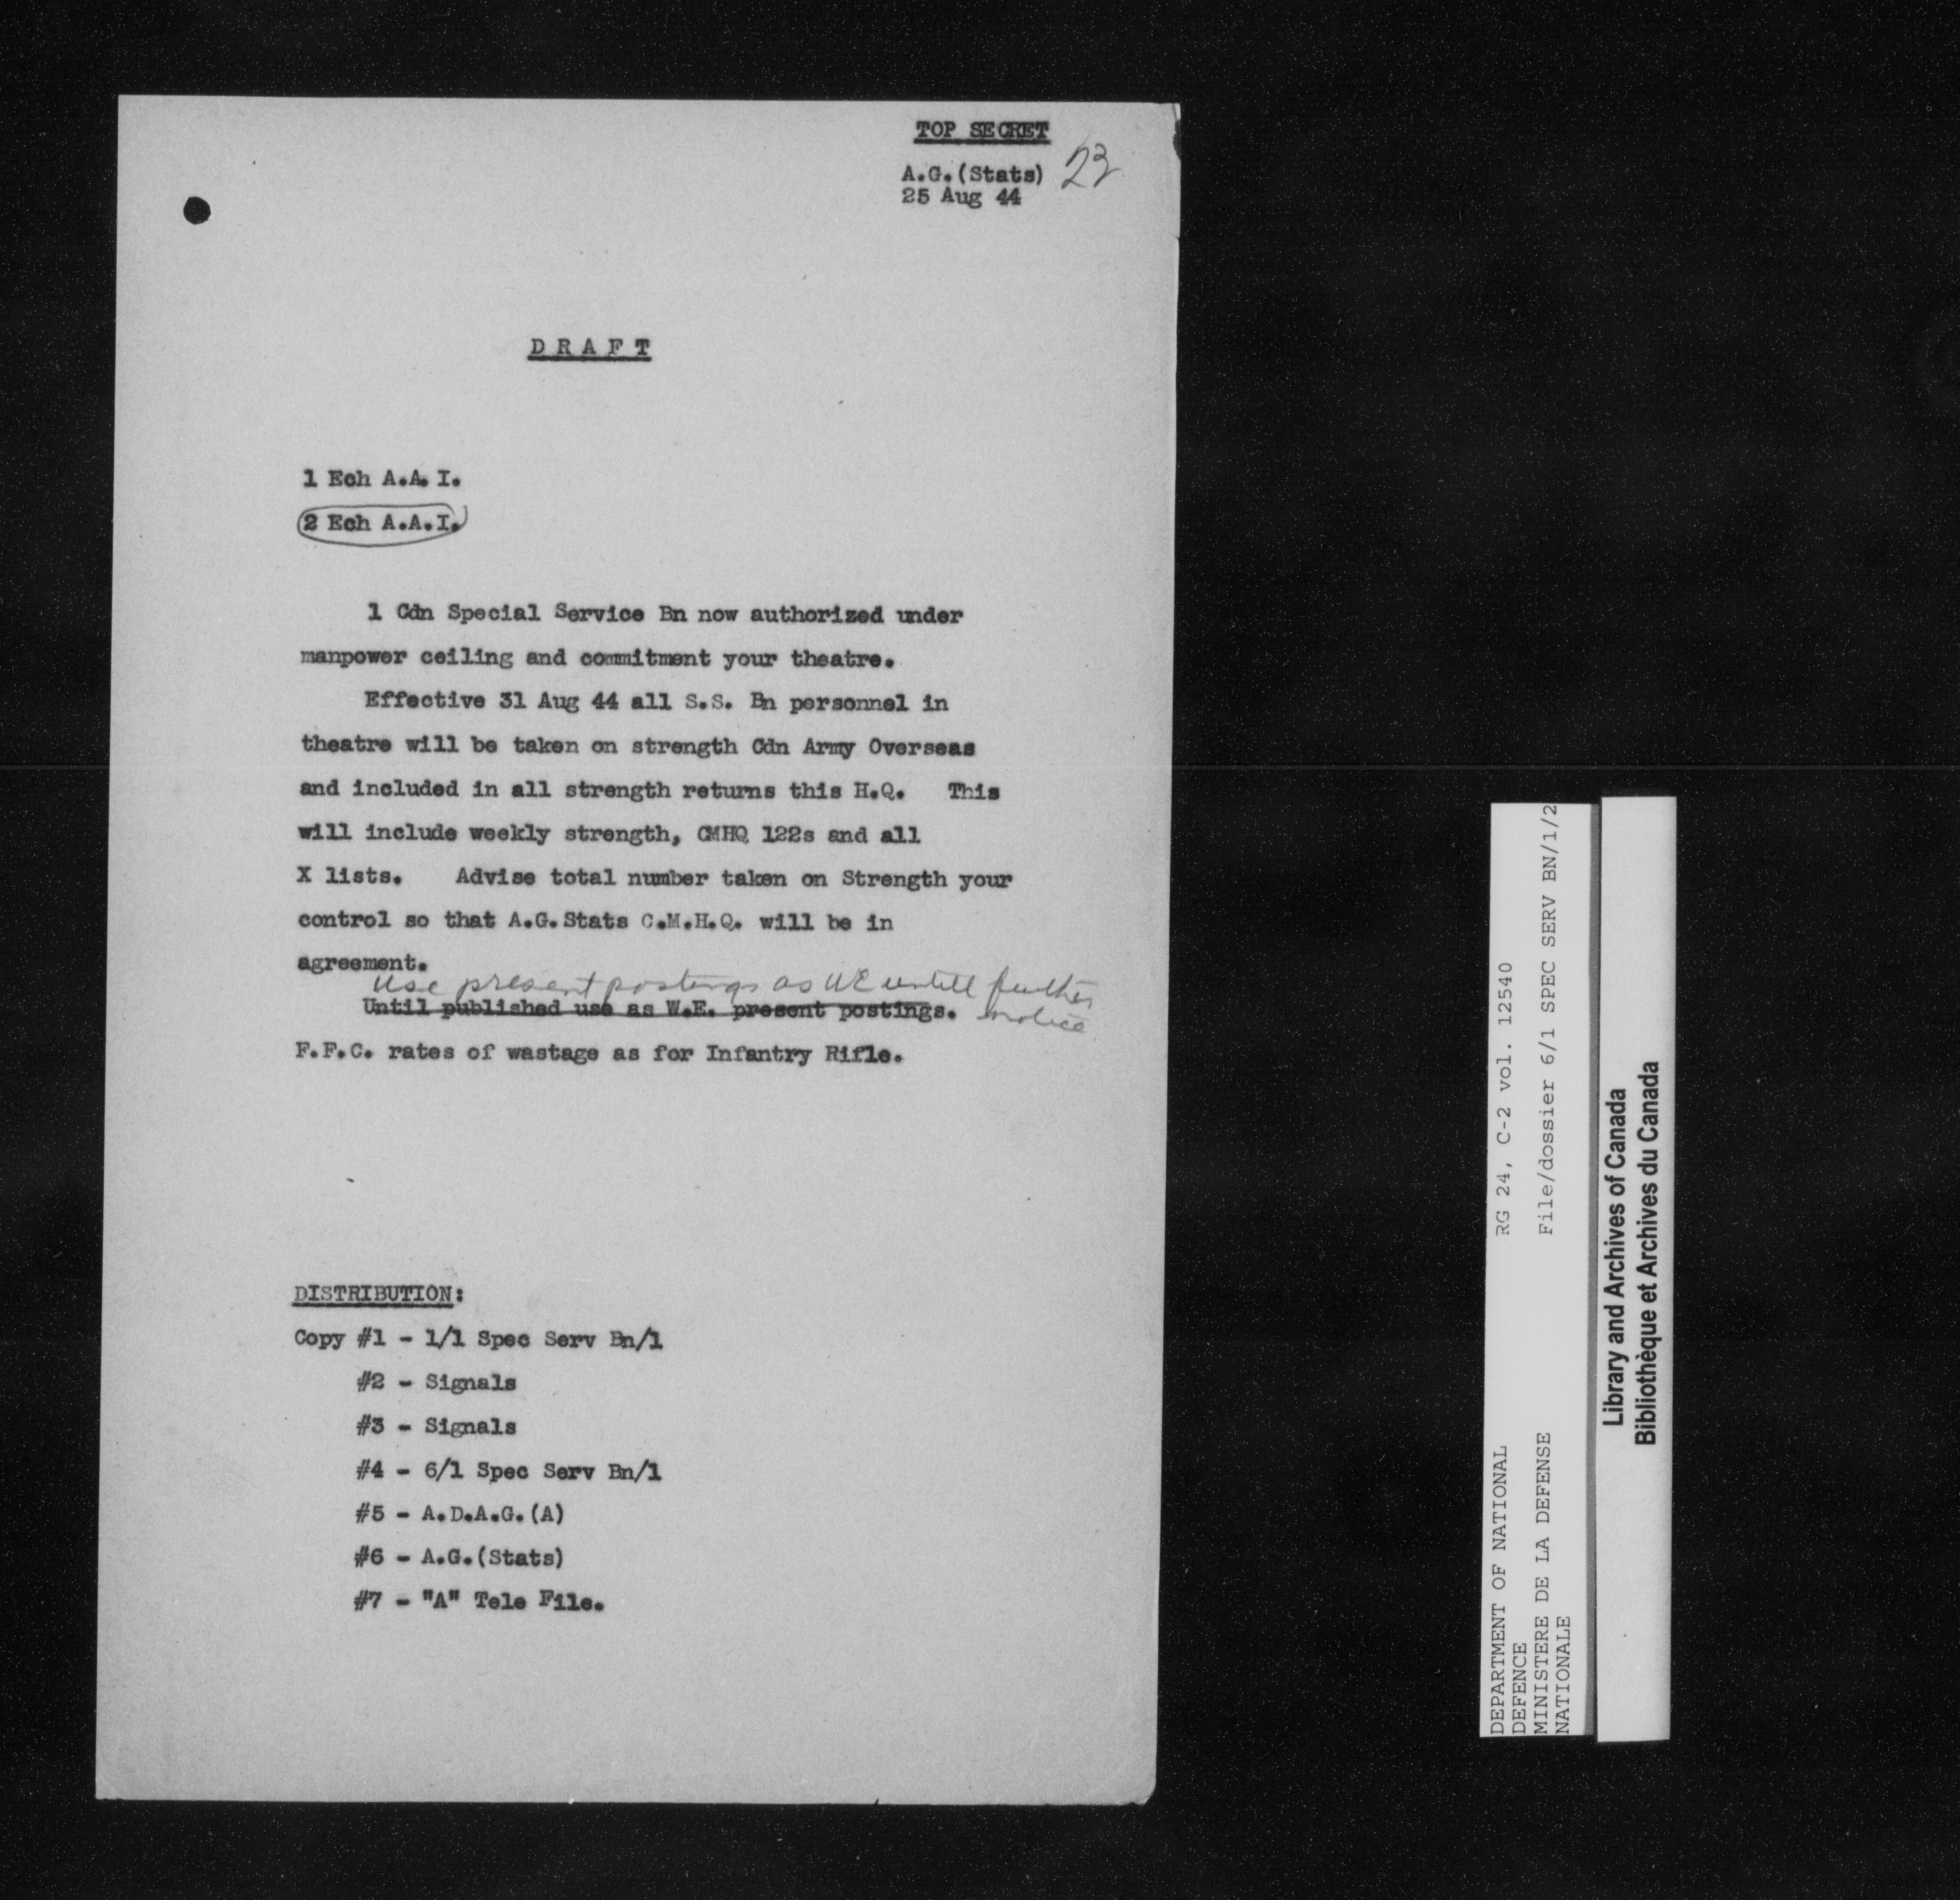 TOP SECRET
A.G.(Stats) 23
25 Aug 44
D R A F T
1 Ech A.A. I.
2 Ech A.A.I.
1 Cdn Special Service Bn now authorized under
manpower ceiling and commitment your theatre.
Effective 31 Aug 44 all S.S. Bn personnel in
theatre will be taken on strength Cdn Army Overseas
and included in all strength returns this H.Q. This
will include weekly strength, CMHQ 122s and all
X lists. Advise total number taken on Strength your
control so that A.G.Stats C.M.H.Q. will be in
agreement.
Use present postings as WE untill further
notice
Until published use as W.E. present postings.
F.F.C. rates of wastage as for Infantry Rifle.
DISTRIBUTION:
Copy #1 - 1/1 Spec Serv Bn/1
#2 - Signals
#3 - Signals
#4 - 6/1 Spec Serv Bn/1
#5 - A.D.A.G.(A)
#6 - A.G.(Stats)
#7 - "A" Tele File.
DEPARTMENT OF NATIONAL RG 24, C-2 vol. 12540
DEFENCE
MINISTERE DE LA DEFENSE File/dossier 6/1 SPEC SERV BN/1/2
NATIONALE
Library and Archives of Canada
Bibliothèque et Archives du Canada